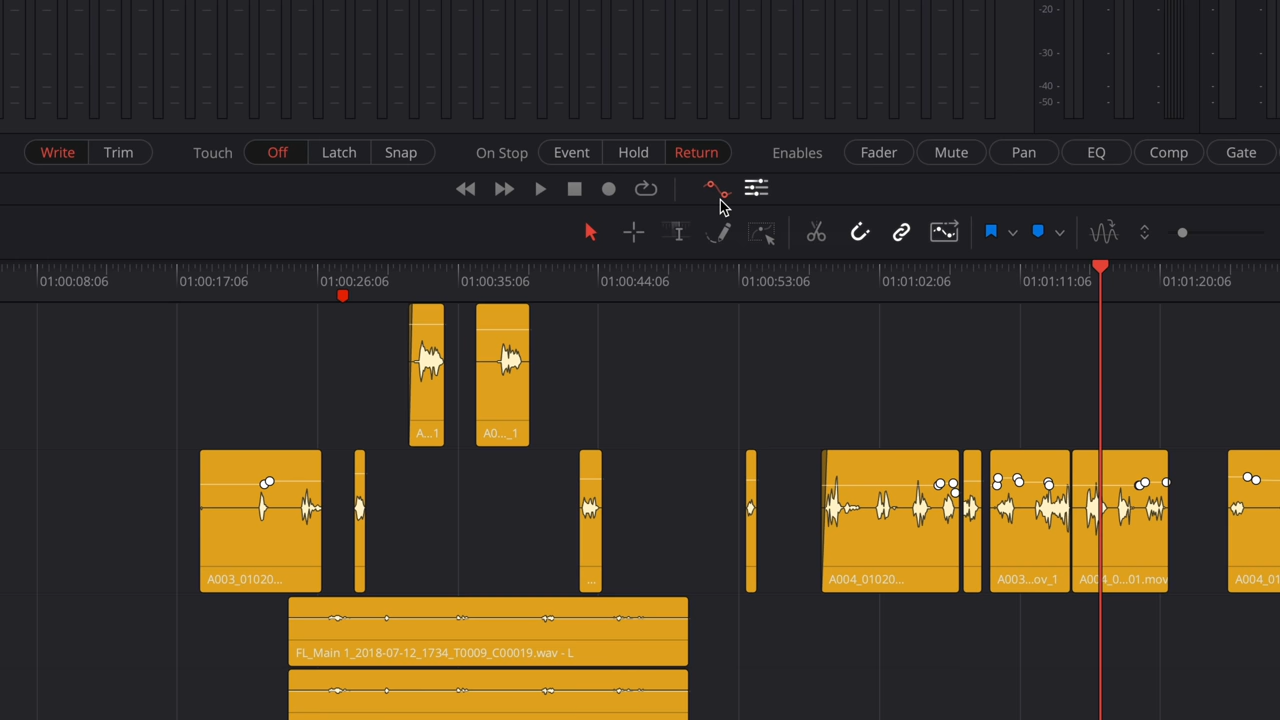 -20
-30
-40
-50
Write Trim Touch Off Latch Snap On Stop Event Hold Return Enables Fader Mute Pan EQ Comp Gate
01:00:08:06 01:00:17:06 01:00:26:06 01:00:35:06 01:00:44:06 01:00:53:06 01:01:02:06 01:01:11:06 01:01:20:06
A...1 A0..._1
A003_01020... ... A004_01020... A003...ov_1 A004_0...01.mov A004_01
FL_Main 1_2018-07-12_1734_T0009_C00019.wav - L